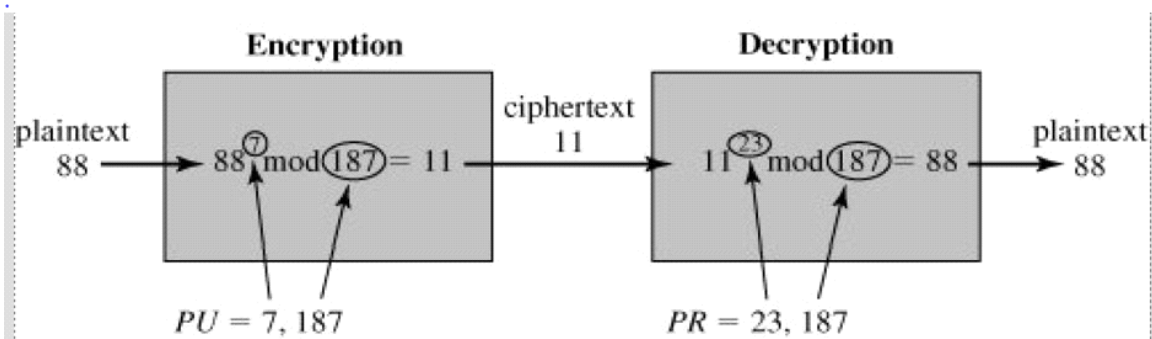 Encryption
Decryption
plaintext
88
88^7 mod 187 = 11
ciphertext
11
11^23 mod 187 = 88
plaintext
88
PU = 7, 187
PR = 23, 187